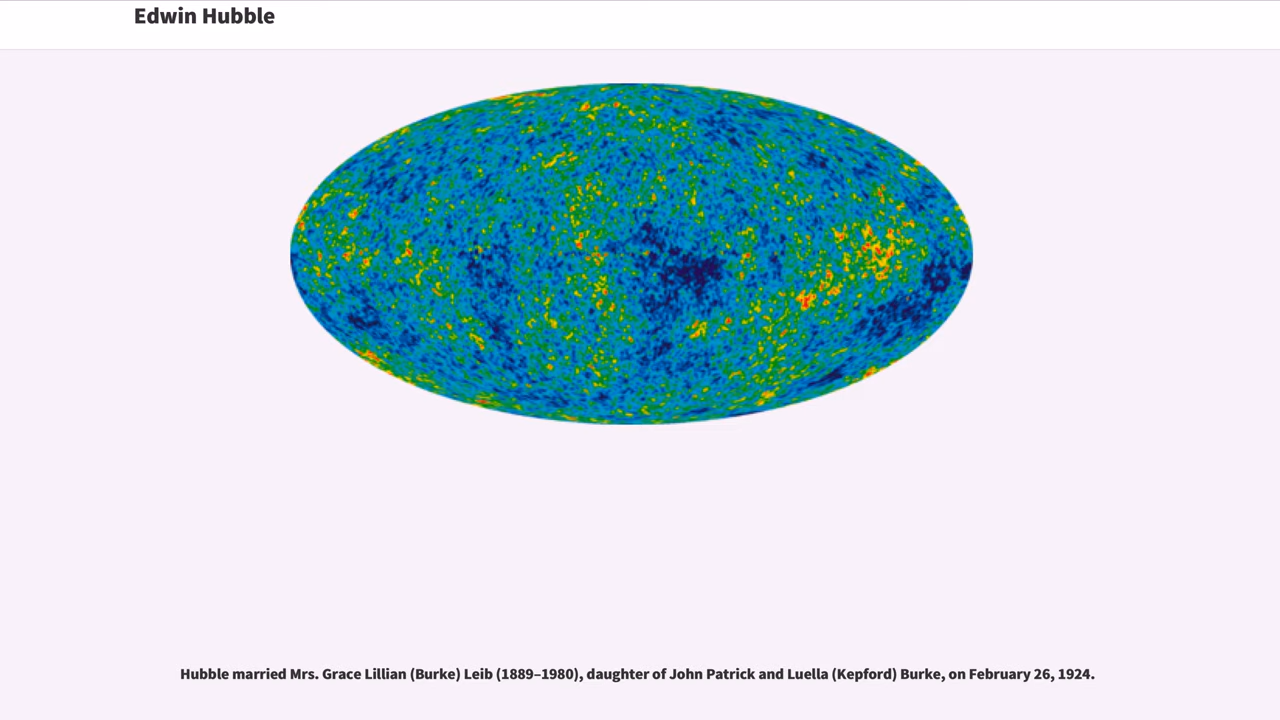 Edwin Hubble
Hubble married Mrs. Grace Lillian (Burke) Leib (1889–1980), daughter of John Patrick and Luella (Kepford) Burke, on February 26, 1924.